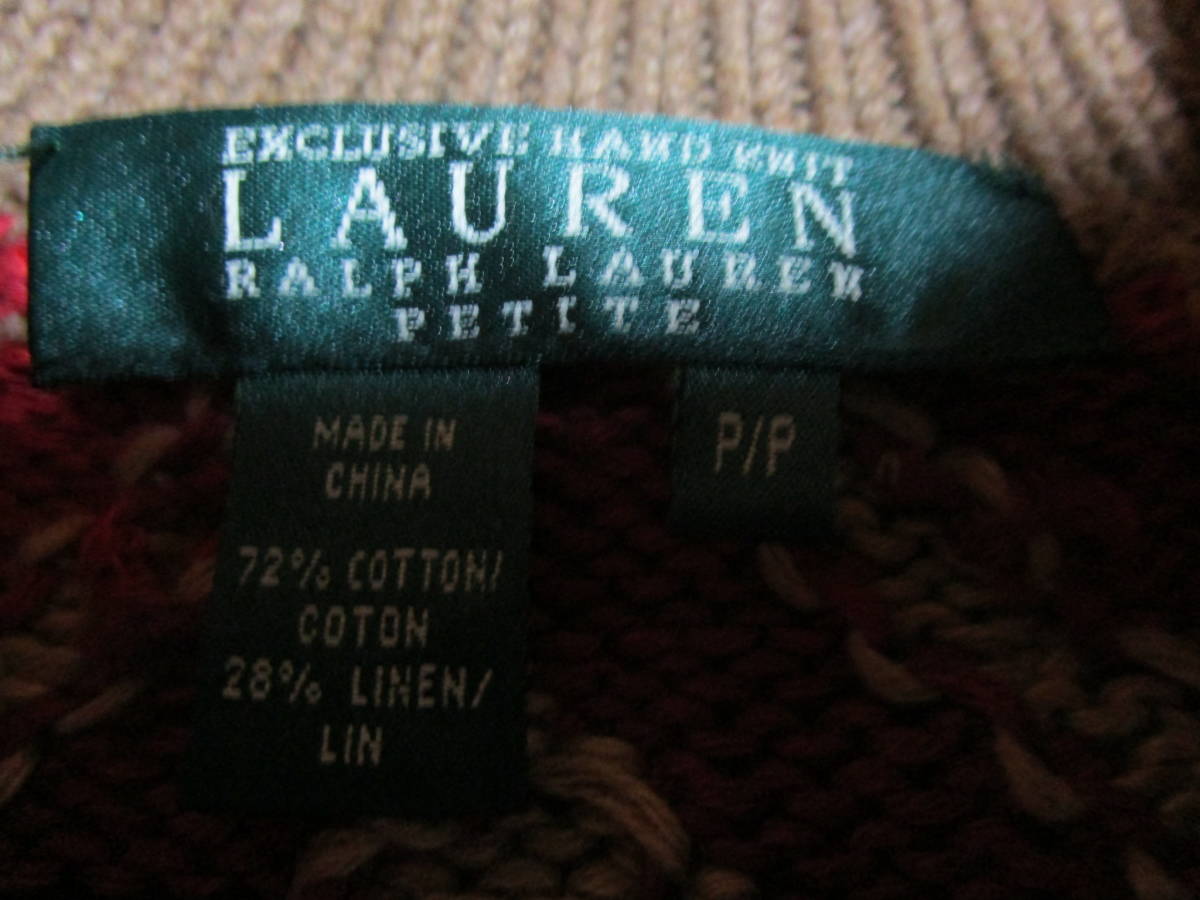 EXCLUSIVE HAND KNIT
LAUREN
RALPH LAUREN
PETITE
MADE IN
CHINA
72% COTTON/
COTON
28% LINEN/
LIN
P/P